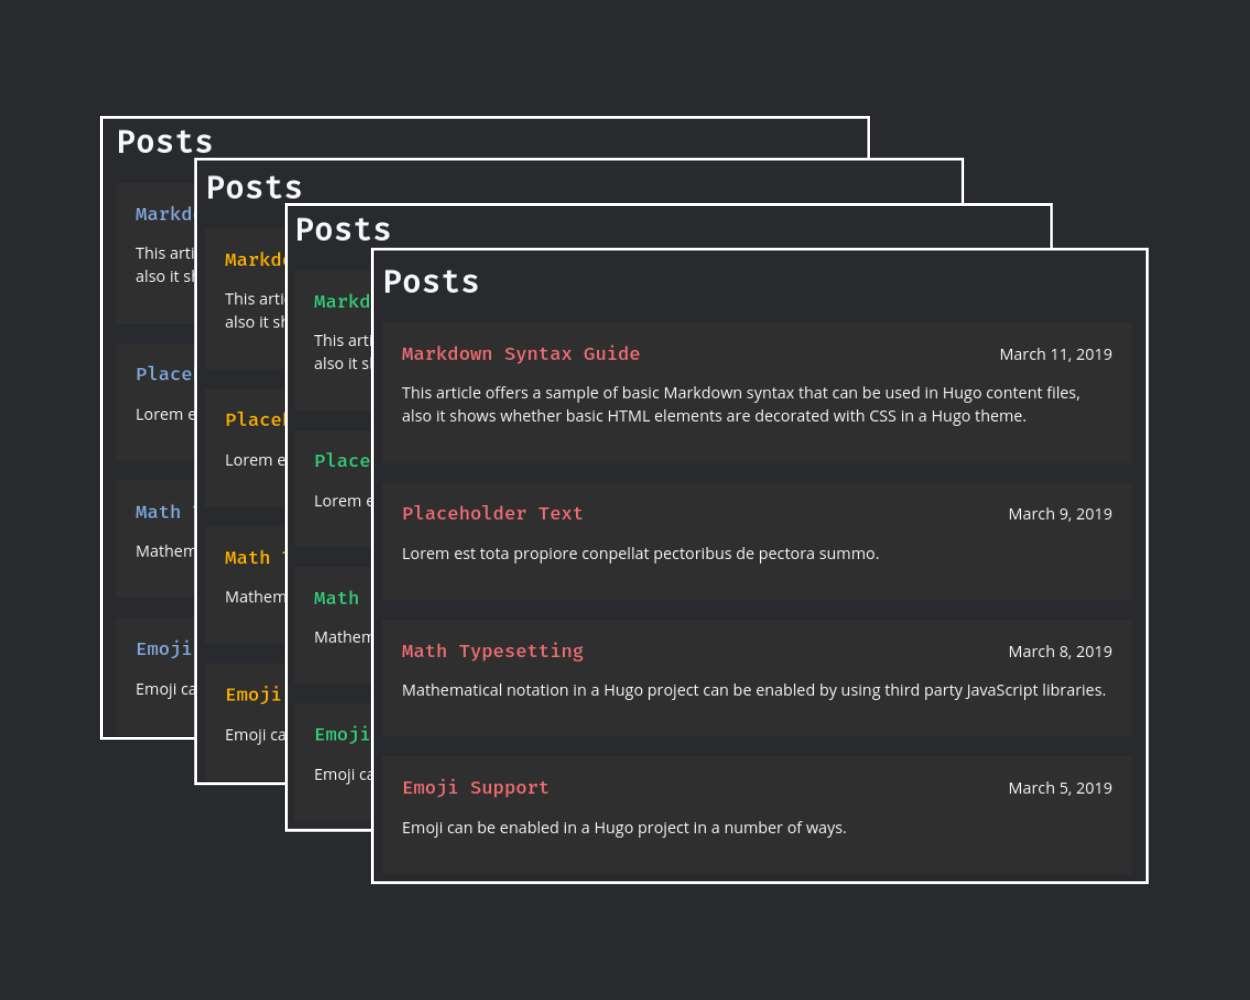 Posts
Markd
This arti
also it sh
Place
Lorem e
Math
Mathem
Emoji
Emoji ca
Posts
Markdo
This arti
also it sh
Placeh
Lorem e
Math
Mathem
Emoji
Emoji ca
Posts
Markd
This arti
also it s
Place
Lorem e
Math
Mathem
Emoji
Emoji ca
Posts
Markdown Syntax Guide March 11, 2019
This article offers a sample of basic Markdown syntax that can be used in Hugo content files,
also it shows whether basic HTML elements are decorated with CSS in a Hugo theme.
Placeholder Text March 9, 2019
Lorem est tota propiore conpellat pectoribus de pectora summo.
Math Typesetting March 8, 2019
Mathematical notation in a Hugo project can be enabled by using third party JavaScript libraries.
Emoji Support March 5, 2019
Emoji can be enabled in a Hugo project in a number of ways.